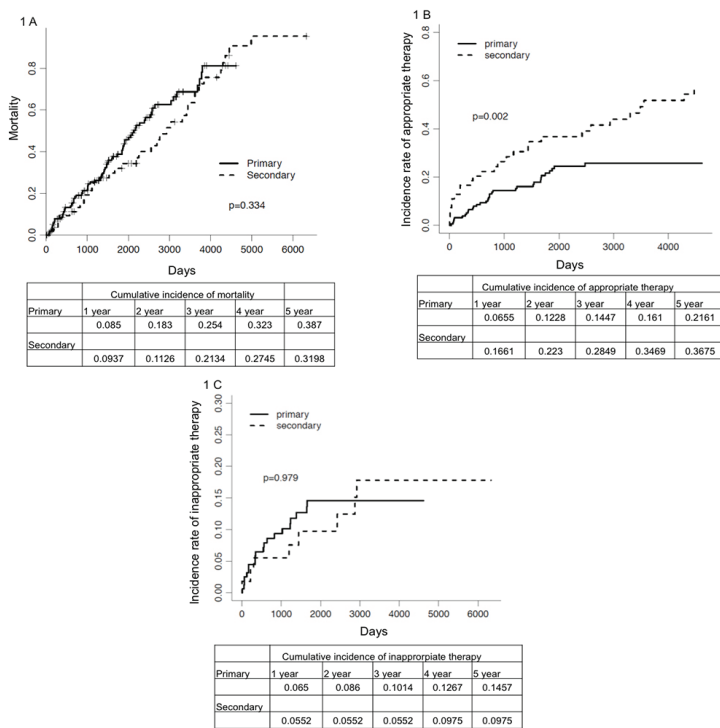 1 A
Mortality
0.0 0.2 0.4 0.6 0.8
Primary
Secondary
p=0.334
0 1000 2000 3000 4000 5000 6000
Days
Cumulative incidence of mortality
Primary 1 year 2 year 3 year 4 year 5 year
0.085 0.183 0.254 0.323 0.387
Secondary
0.0937 0.1126 0.2134 0.2745 0.3198
1 B
Incidence rate of appropriate therapy
0.0 0.2 0.4 0.6 0.8
primary
secondary
p=0.002
0 1000 2000 3000 4000
Days
Cumulative incidence of apropriate therapy
Primary 1 year 2 year 3 year 4 year 5 year
0.0655 0.1228 0.1447 0.161 0.2161
Secondary
0.1661 0.223 0.2849 0.3469 0.3675
1 C
Incidence rate of inappropriate therapy
0.00 0.05 0.10 0.15 0.20 0.25 0.30
primary
secondary
p=0.979
0 1000 2000 3000 4000 5000 6000
Days
Cumulative incidence of inapprorpiate therapy
Primary 1 year 2 year 3 year 4 year 5 year
0.065 0.086 0.1014 0.1267 0.1457
Secondary
0.0552 0.0552 0.0552 0.0975 0.0975